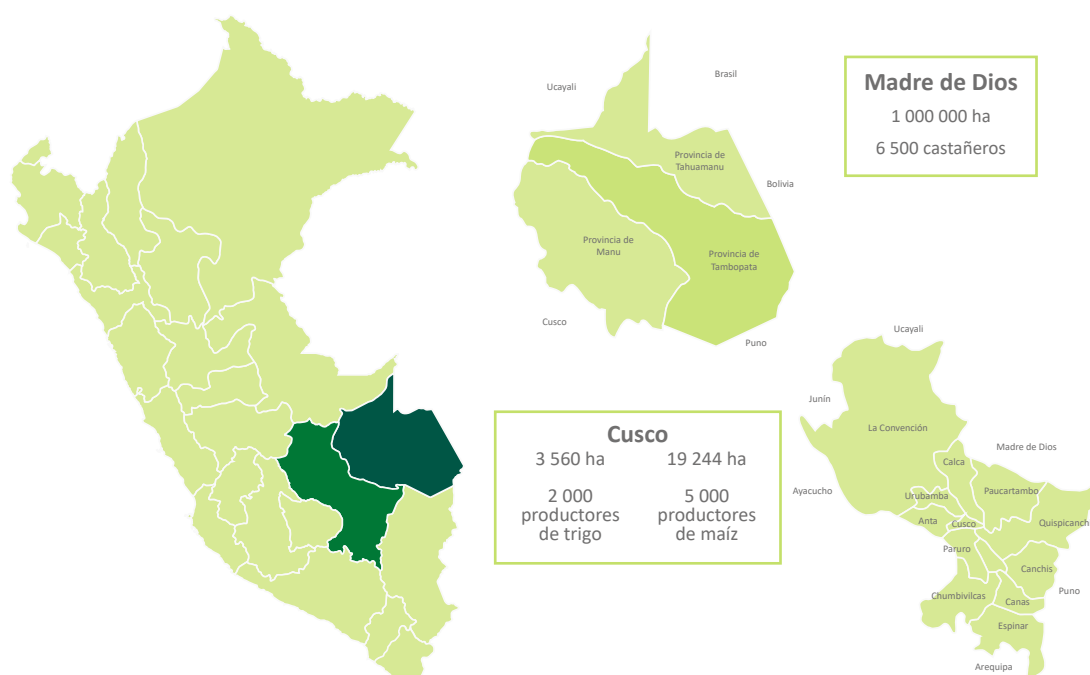 Ucayali
Brasil
Provincia de
Tahuamanu
Bolivia
Provincia de
Manu
Provincia de
Tambopata
Cusco
Puno
Madre de Dios
1 000 000 ha
6 500 castañeros
Cusco
3 560 ha
19 244 ha
2 000
productores
de trigo
5 000
productores
de maíz
Ucayali
Junín
La Convención
Madre de Dios
Calca
Ayacucho
Urubamba
Paucartambo
Anta
Cusco
Quispicanch
Paruro
Canchis
Puno
Chumbivilcas
Canas
Espinar
Arequipa